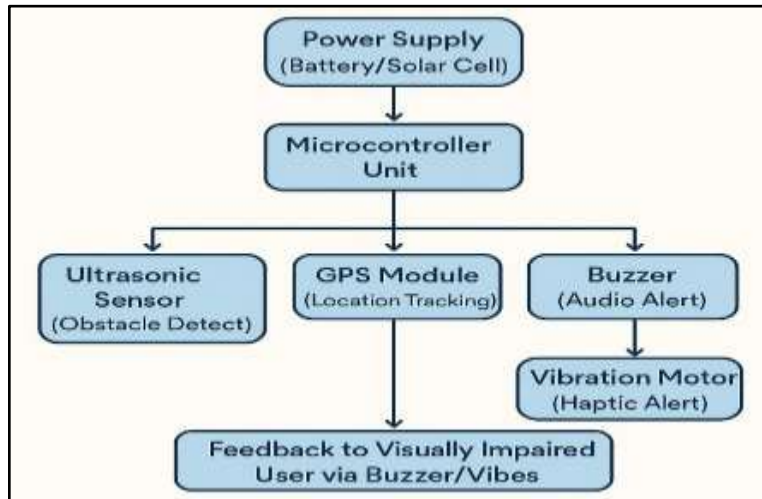 Power Supply
(Battery/Solar Cell)
Microcontroller
Unit
Ultrasonic
Sensor
(Obstacle Detect)
GPS Module
(Location Tracking)
Buzzer
(Audio Alert)
Vibration Motor
(Haptic Alert)
Feedback to Visually Impaired
User via Buzzer/Vibes